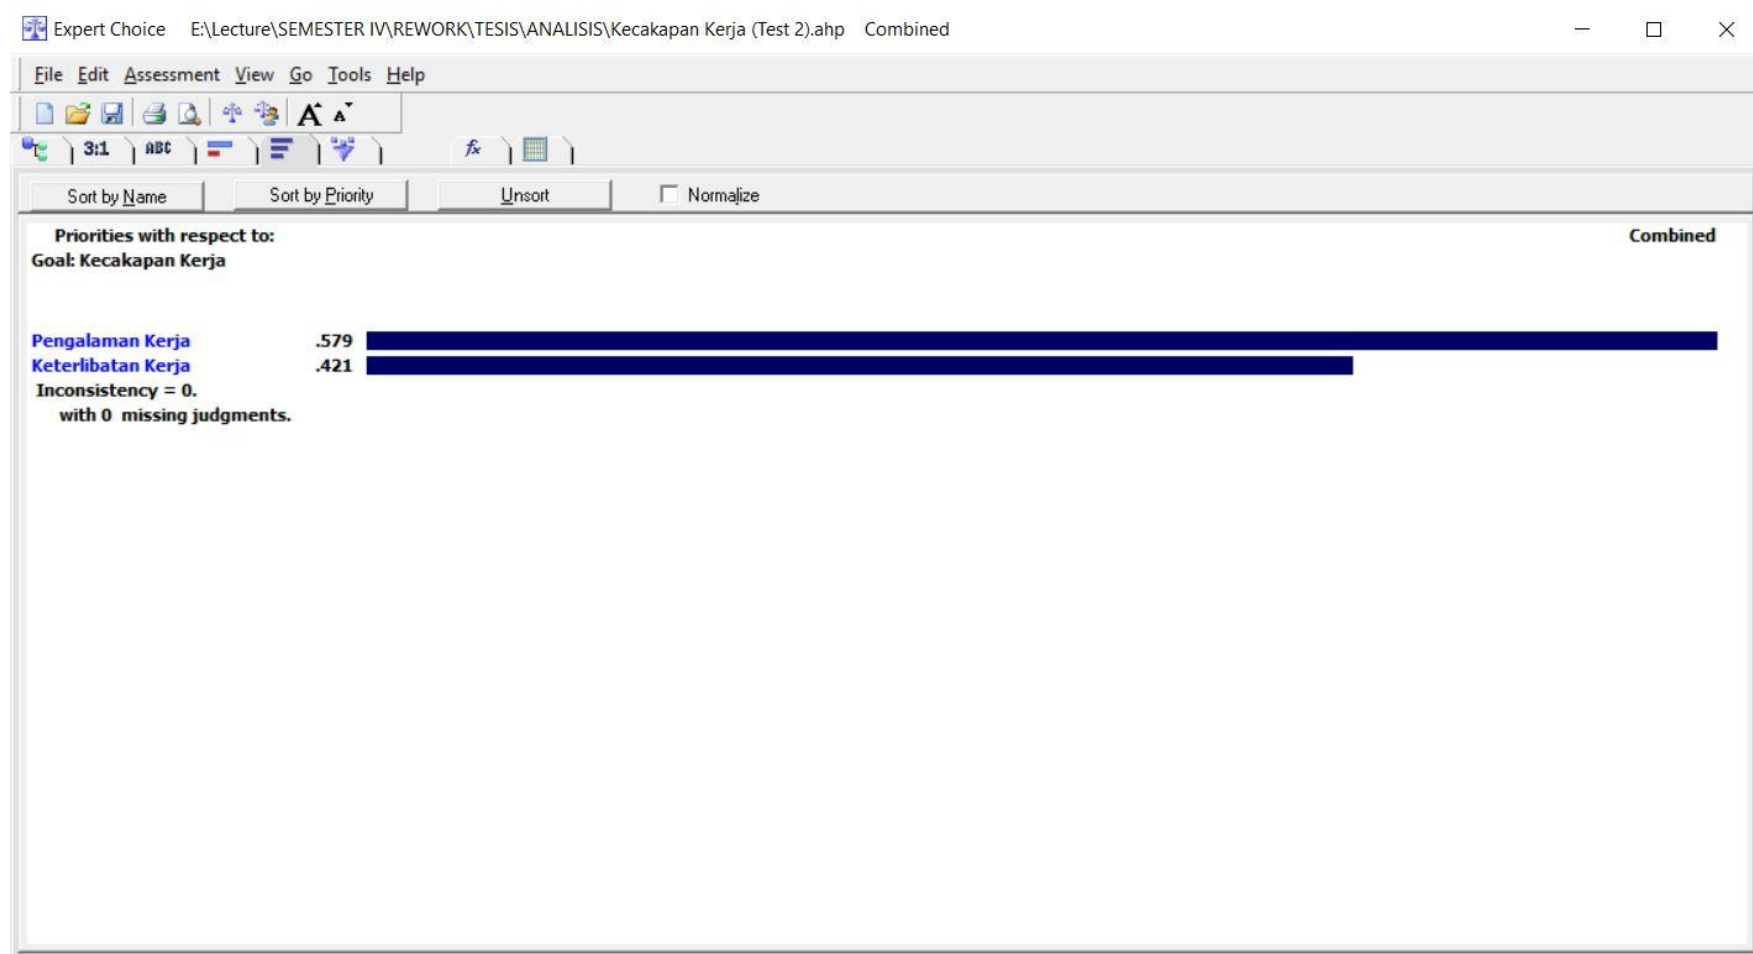 Expert Choice E:\Lecture\SEMESTER IV\REWORK\TESIS\ANALISIS\Kecakapan Kerja (Test 2).ahp Combined
File Edit Assessment View Go Tools Help
A A
3:1 ABC fx
Sort by Name Sort by Priority Unsort Normalize
Priorities with respect to: Combined
Goal: Kecakapan Kerja
Pengalaman Kerja .579
Keterlibatan Kerja .421
Inconsistency = 0.
with 0 missing judgments.